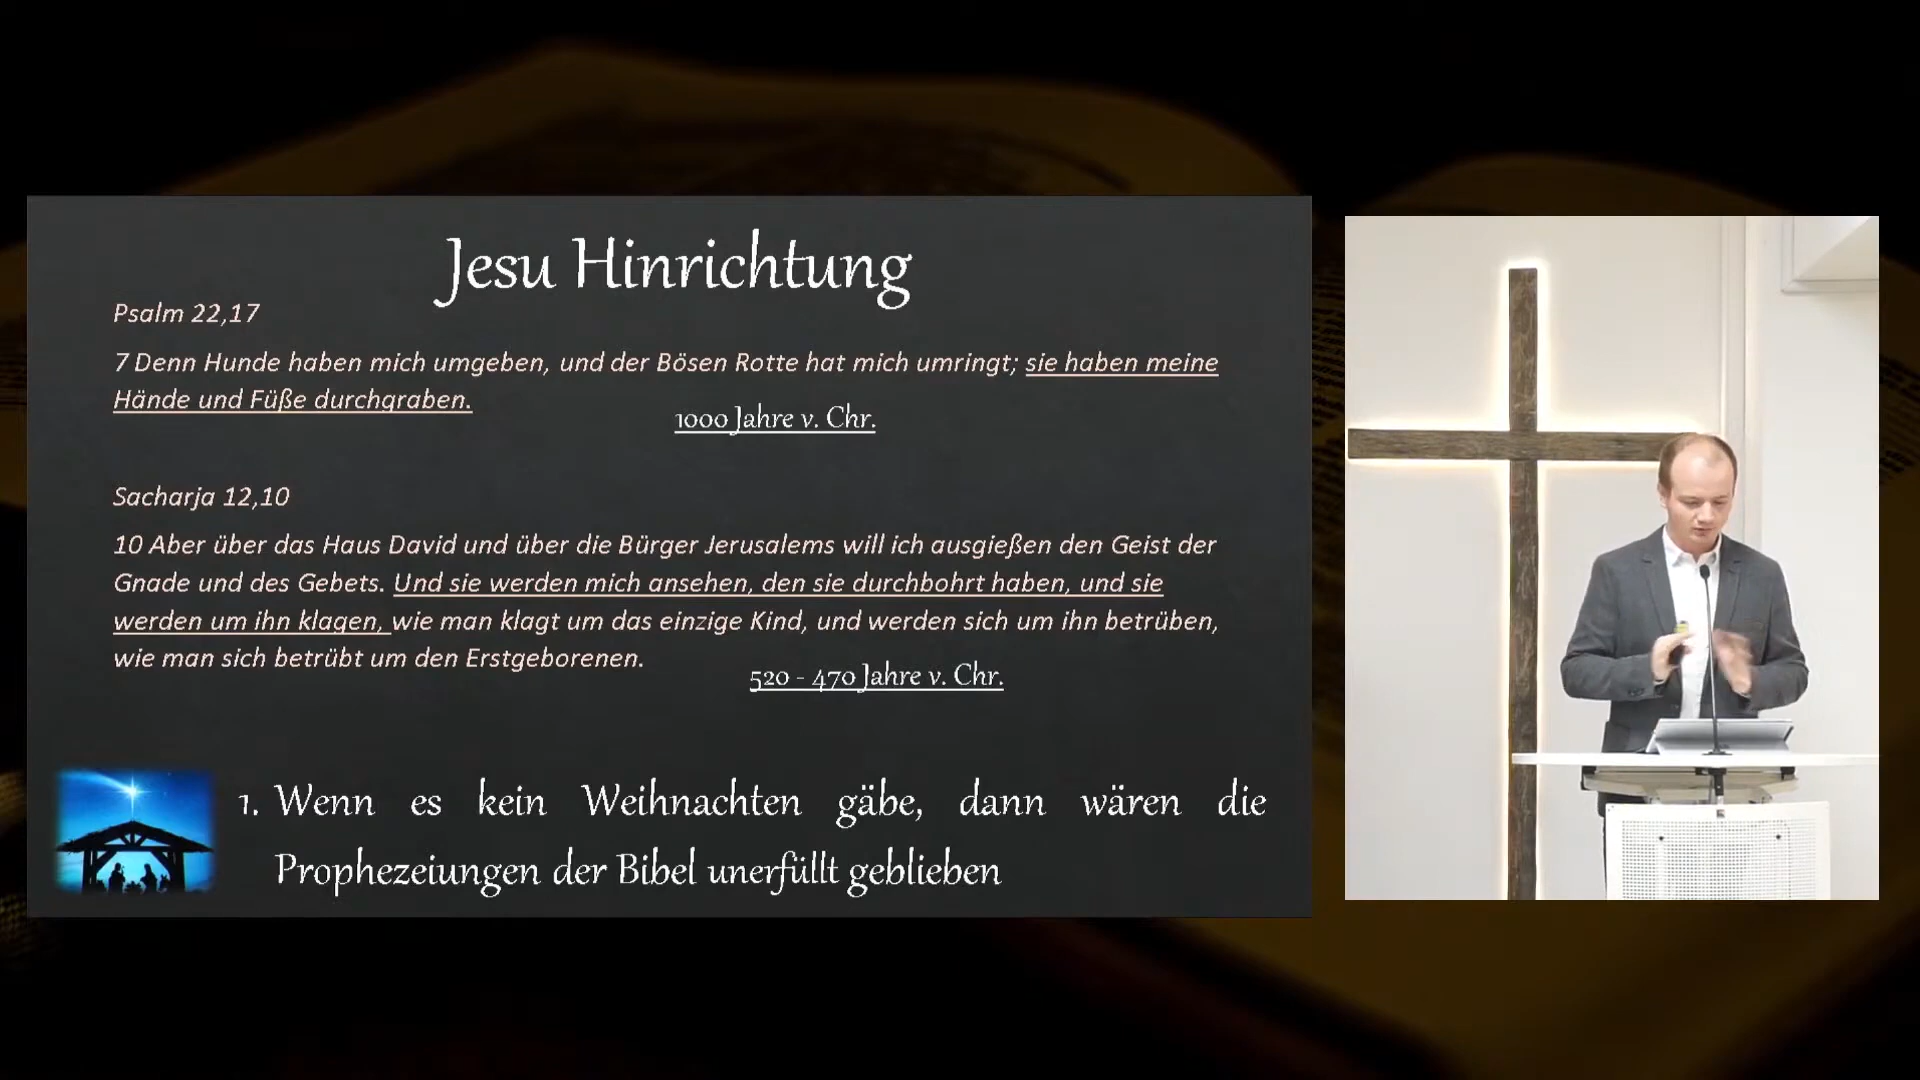 Jesu Hinrichtung
Psalm 22,17
7 Denn Hunde haben mich umgeben, und der Bösen Rotte hat mich umringt; sie haben meine
Hände und Füße durchgraben.
1000 Jahre v. Chr.
Sacharja 12,10
10 Aber über das Haus David und über die Bürger Jerusalems will ich ausgießen den Geist der
Gnade und des Gebets. Und sie werden mich ansehen, den sie durchbohrt haben, und sie
werden um ihn klagen, wie man klagt um das einzige Kind, und werden sich um ihn betrüben,
wie man sich betrübt um den Erstgeborenen.
520 - 470 Jahre v. Chr.
1. Wenn es kein Weihnachten gäbe, dann wären die
Prophezeiungen der Bibel unerfüllt geblieben